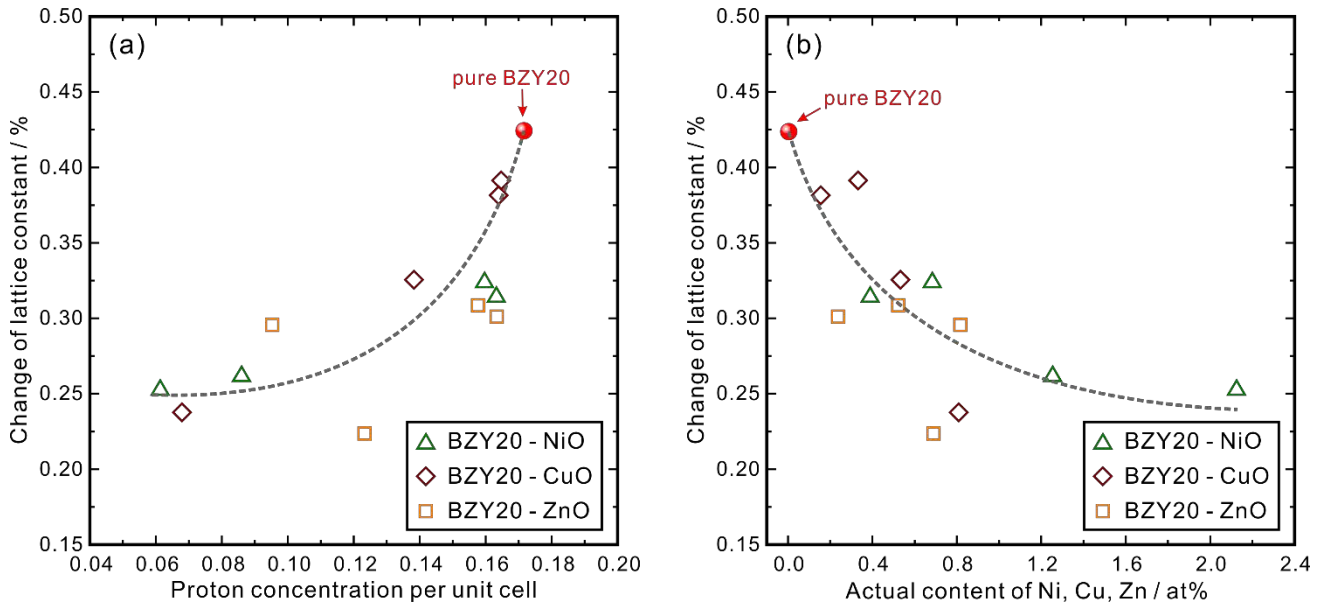 (a)
pure BZY20
Change of lattice constant / %
0.50
0.45
0.40
0.35
0.30
0.25
0.20
0.15
BZY20 - NiO
BZY20 - CuO
BZY20 - ZnO
0.04 0.06 0.08 0.10 0.12 0.14 0.16 0.18 0.20
Proton concentration per unit cell
(b)
pure BZY20
Change of lattice constant / %
0.50
0.45
0.40
0.35
0.30
0.25
0.20
0.15
BZY20 - NiO
BZY20 - CuO
BZY20 - ZnO
0.0 0.4 0.8 1.2 1.6 2.0 2.4
Actual content of Ni, Cu, Zn / at%